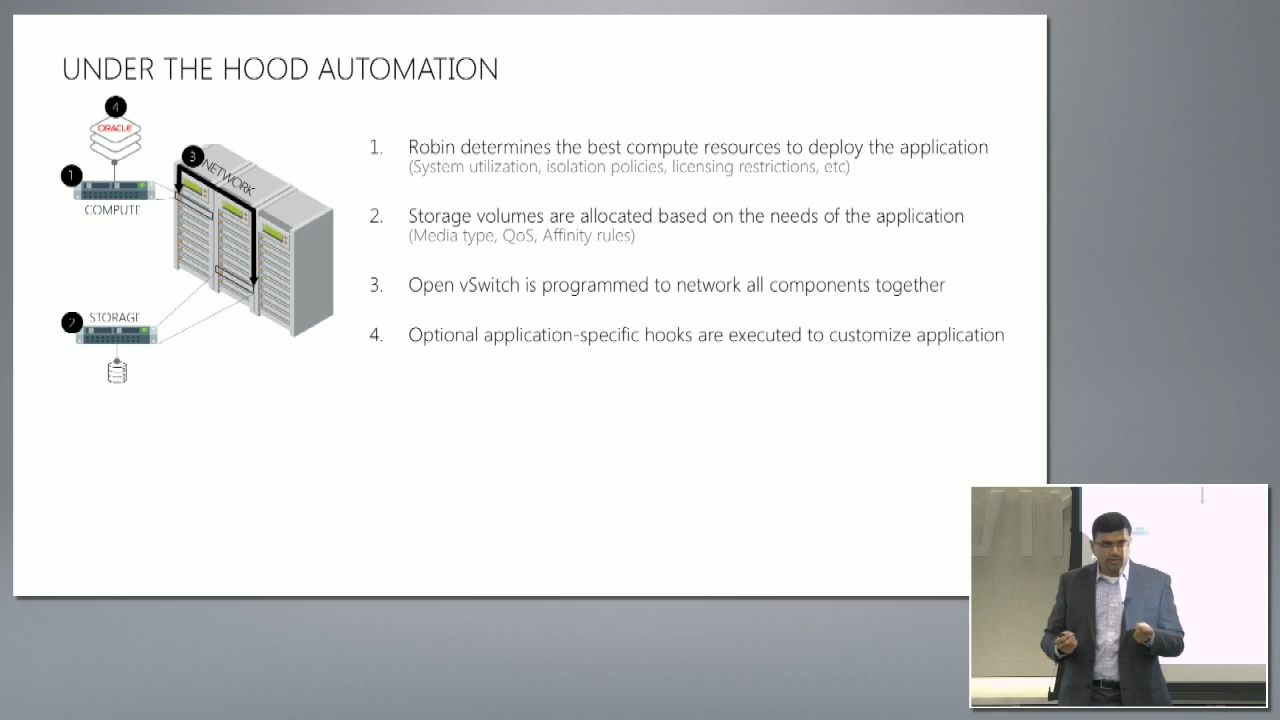 UNDER THE HOOD AUTOMATION
4
ORACLE
1
COMPUTE
3
NETWORK
2
STORAGE
1. Robin determines the best compute resources to deploy the application
(System utilization, isolation policies, licensing restrictions, etc)
2. Storage volumes are allocated based on the needs of the application
(Media type, QoS, Affinity rules)
3. Open vSwitch is programmed to network all components together
4. Optional application-specific hooks are executed to customize application